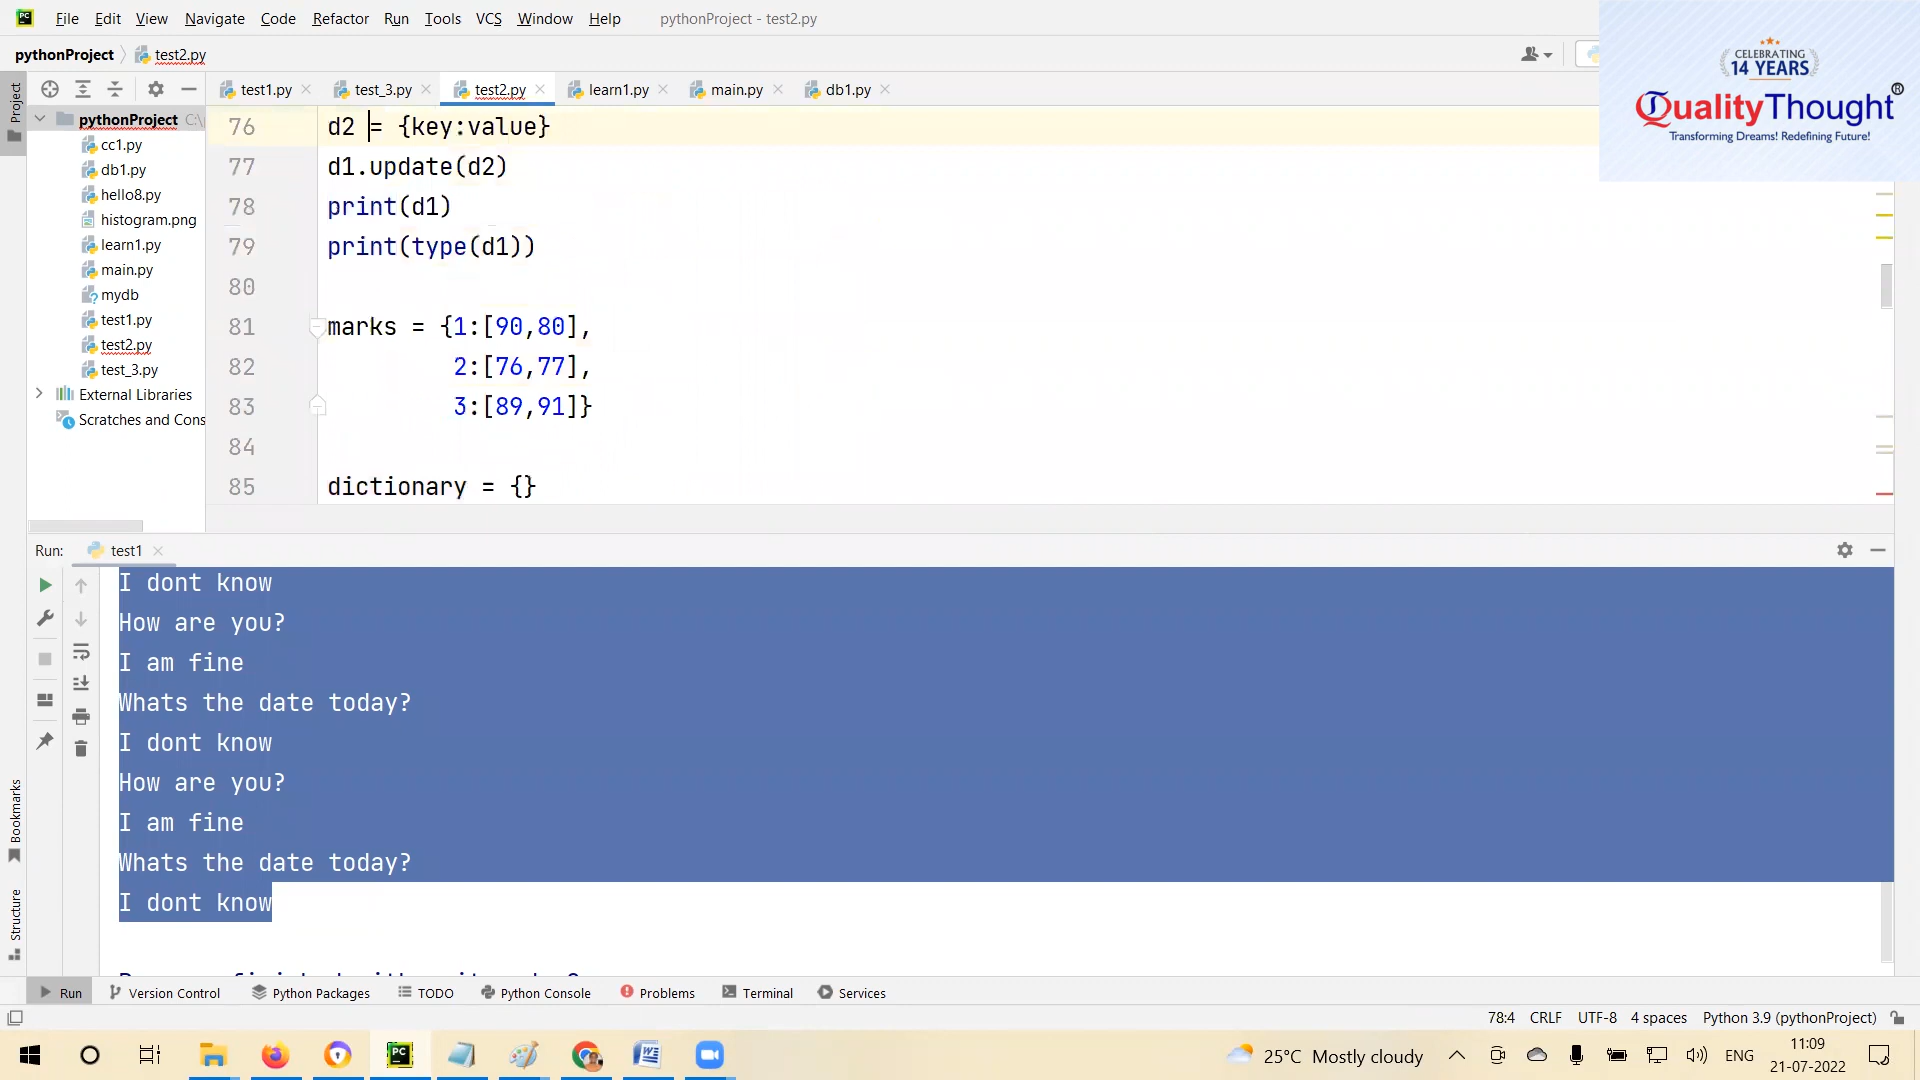 File Edit View Navigate Code Refactor Run Tools VCS Window Help pythonProject - test2.py
CELEBRATING
14 YEARS
QualityThought®
Transforming Dreams! Redefining Future!
pythonProject test2.py
test1.py test_3.py test2.py learn1.py main.py db1.py
Project
pythonProject C:\
cc1.py
db1.py
hello8.py
histogram.png
learn1.py
main.py
mydb
test1.py
test2.py
test_3.py
External Libraries
Scratches and Cons
76 d2 = {key:value}
77 d1.update(d2)
78 print(d1)
79 print(type(d1))
80
81 marks = {1:[90,80],
82 2:[76,77],
83 3:[89,91]}
84
85 dictionary = {}
Run: test1
I dont know
How are you?
I am fine
Whats the date today?
I dont know
How are you?
I am fine
Whats the date today?
I dont know
Bookmarks
Structure
Run Version Control Python Packages TODO Python Console Problems Terminal Services
78:4 CRLF UTF-8 4 spaces Python 3.9 (pythonProject)
25°C Mostly cloudy ENG 11:09
21-07-2022